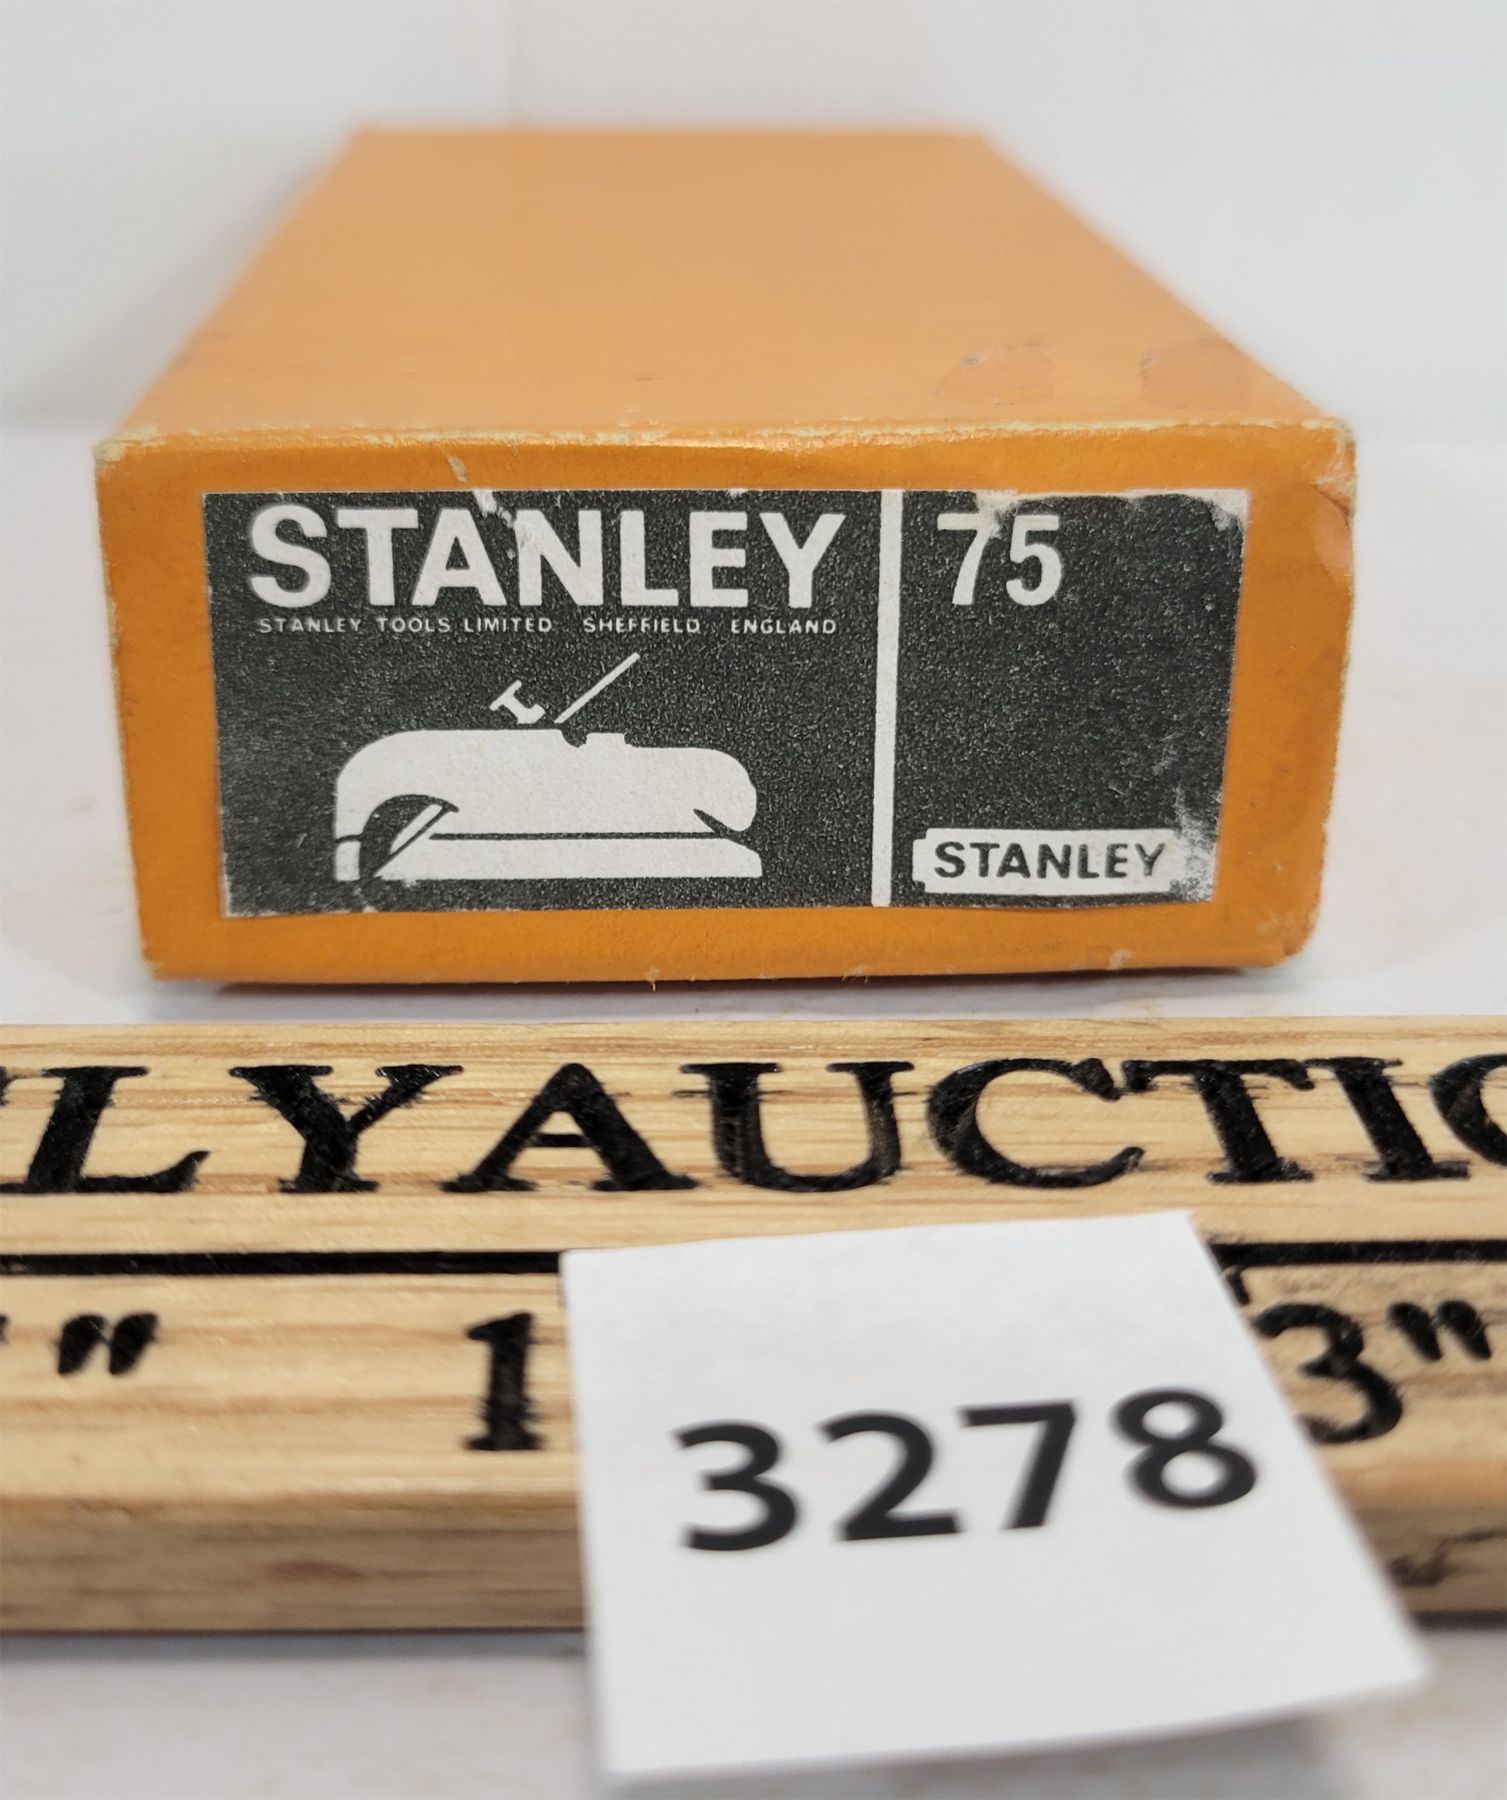 STANLEY
75
STANLEY TOOLS LIMITED SHEFFIELD ENGLAND
STANLEY
LYAUCTIO
" 1 3"
3278